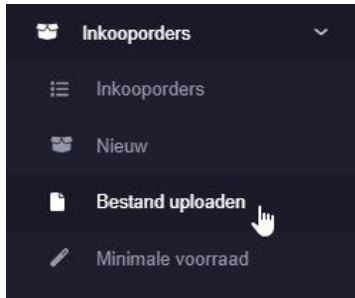 Inkooporders
Inkooporders
Nieuw
Bestand uploaden
Minimale voorraad